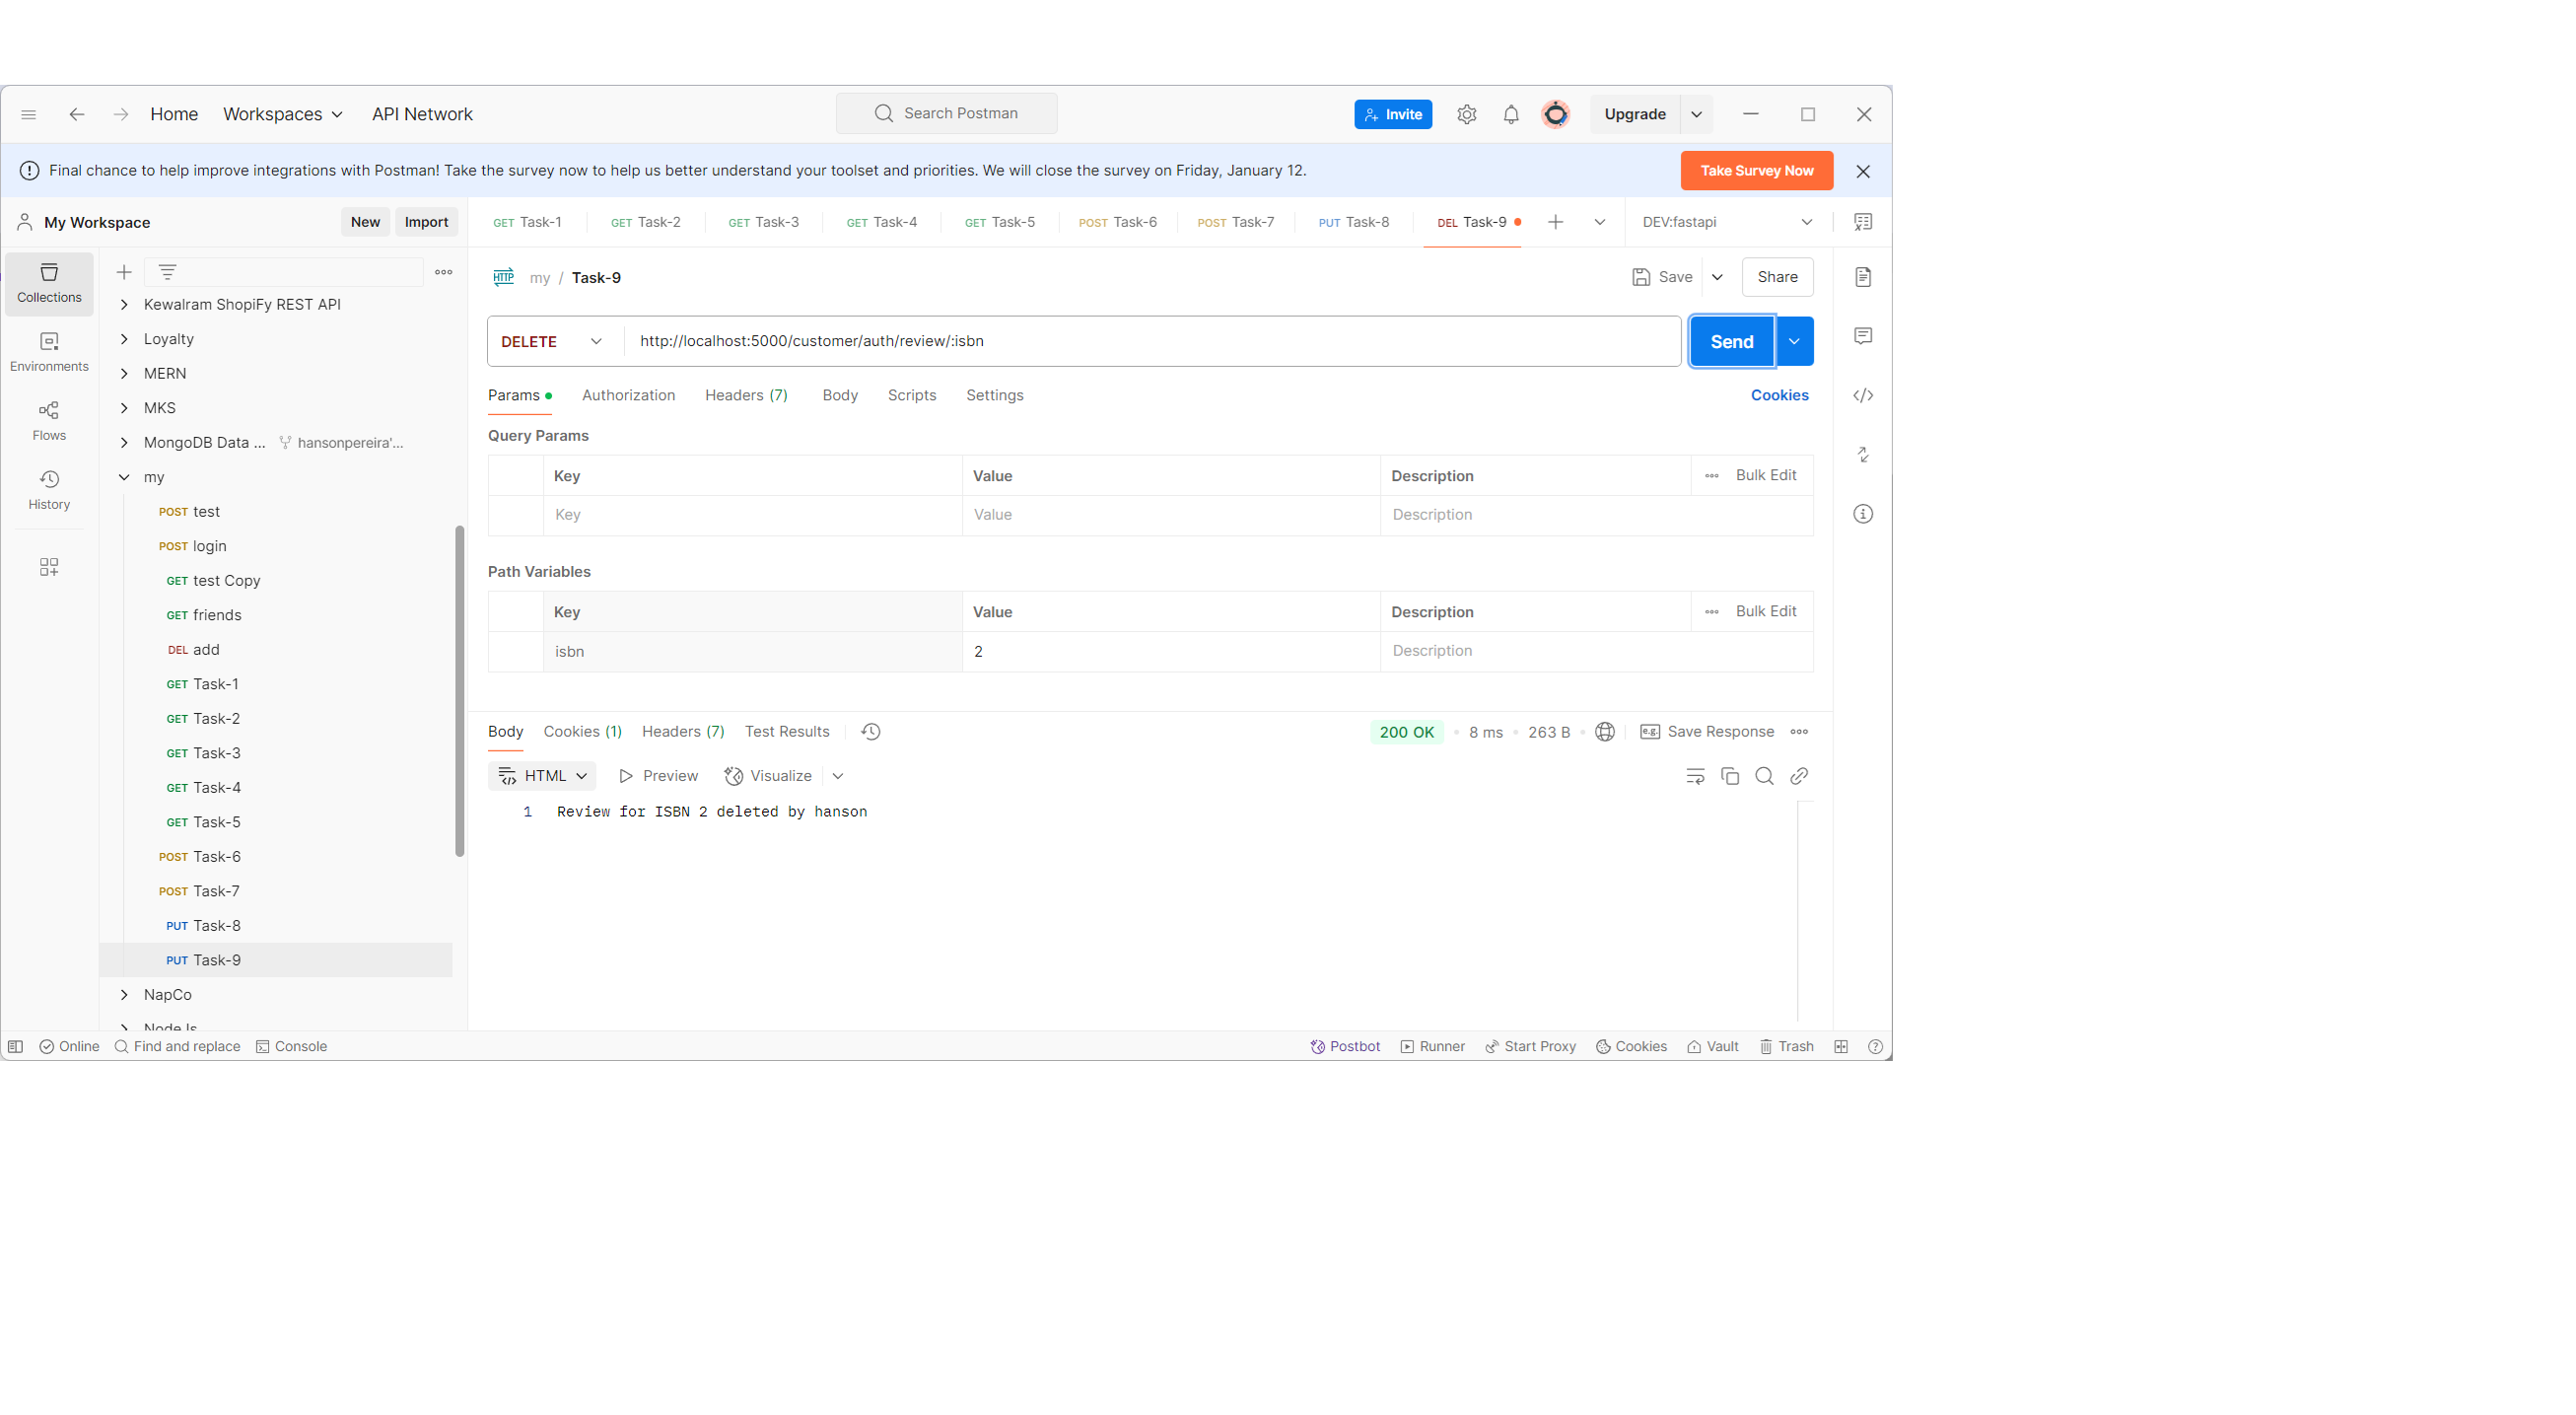 Home Workspaces API Network Search Postman Invite Upgrade
Final chance to help improve integrations with Postman! Take the survey now to help us better understand your toolset and priorities. We will close the survey on Friday, January 12. Take Survey Now
My Workspace New Import
GET Task-1 GET Task-2 GET Task-3 GET Task-4 GET Task-5 POST Task-6 POST Task-7 PUT Task-8 DEL Task-9 DEV:fastapi
Collections
Environments
Flows
History
Kewalram ShopiFy REST API
Loyalty
MERN
MKS
MongoDB Data ... hansonpereira'...
my
POST test
POST login
GET test Copy
GET friends
DEL add
GET Task-1
GET Task-2
GET Task-3
GET Task-4
GET Task-5
POST Task-6
POST Task-7
PUT Task-8
PUT Task-9
NapCo
HTTP my / Task-9 Save Share
DELETE http://localhost:5000/customer/auth/review/:isbn Send
Params Authorization Headers (7) Body Scripts Settings Cookies
Query Params
Key Value Description Bulk Edit
Key Value Description
Path Variables
Key Value Description Bulk Edit
isbn 2 Description
Body Cookies (1) Headers (7) Test Results 200 OK 8 ms 263 B e.g. Save Response
HTML Preview Visualize
1 Review for ISBN 2 deleted by hanson
Online Find and replace Console Postbot Runner Start Proxy Cookies Vault Trash